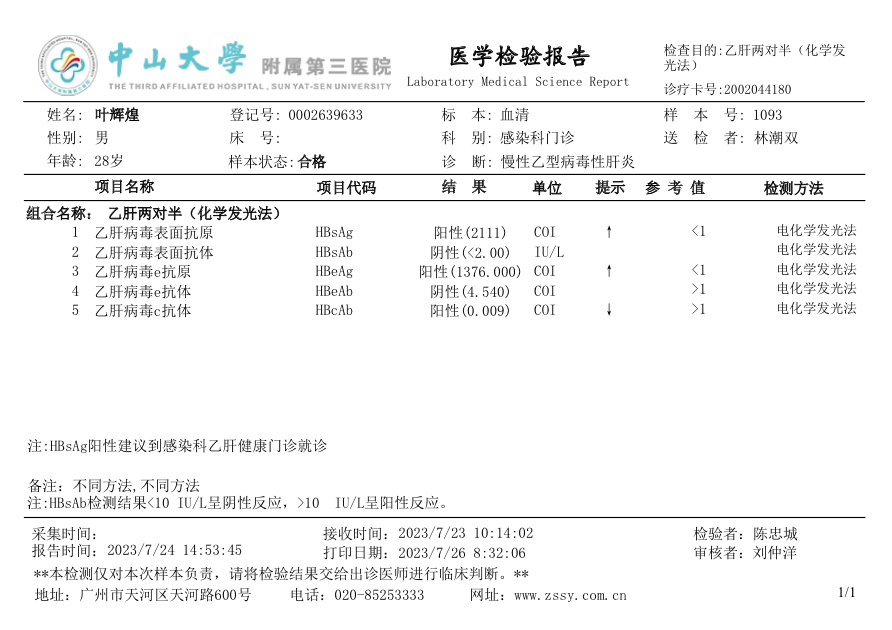 中山大学 附属第三医院
THE THIRD AFFILIATED HOSPITAL, SUN YAT-SEN UNIVERSITY
医学检验报告
Laboratory Medical Science Report
检查目的:乙肝两对半（化学发
光法）
诊疗卡号:2002044180
姓名: 叶辉煌 登记号: 0002639633 标 本: 血清 样 本 号: 1093
性别: 男 床 号: 科 别: 感染科门诊 送 检 者: 林潮双
年龄: 28岁 样本状态: 合格 诊 断: 慢性乙型病毒性肝炎
项目名称 项目代码 结 果 单位 提示 参 考 值 检测方法
组合名称： 乙肝两对半（化学发光法）
1 乙肝病毒表面抗原 HBsAg 阳性(2111) COI ↑ <1 电化学发光法
2 乙肝病毒表面抗体 HBsAb 阴性(<2.00) IU/L 电化学发光法
3 乙肝病毒e抗原 HBeAg 阳性(1376.000) COI ↑ <1 电化学发光法
4 乙肝病毒e抗体 HBeAb 阴性(4.540) COI >1 电化学发光法
5 乙肝病毒c抗体 HBcAb 阳性(0.009) COI ↓ >1 电化学发光法
注:HBsAg阳性建议到感染科乙肝健康门诊就诊
备注: 不同方法,不同方法
注:HBsAb检测结果<10 IU/L呈阴性反应，>10 IU/L呈阳性反应。
采集时间: 接收时间: 2023/7/23 10:14:02 检验者: 陈忠城
报告时间: 2023/7/24 14:53:45 打印日期: 2023/7/26 8:32:06 审核者: 刘仲洋
**本检测仅对本次样本负责，请将检验结果交给出诊医师进行临床判断。**
地址: 广州市天河区天河路600号 电话: 020-85253333 网址: www.zssy.com.cn 1/1